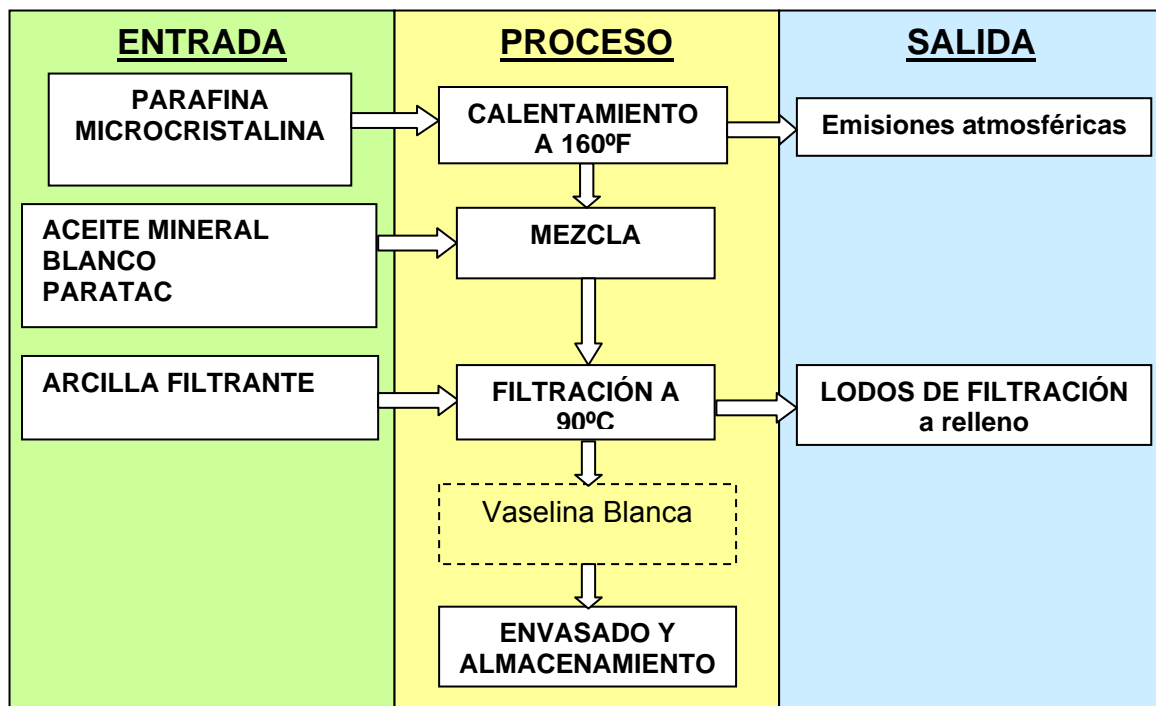 ENTRADA
PROCESO
SALIDA
PARAFINA
MICROCRISTALINA
CALENTAMIENTO
A 160ºF
Emisiones atmosféricas
ACEITE MINERAL
BLANCO
PARATAC
MEZCLA
ARCILLA FILTRANTE
FILTRACIÓN A
90ºC
LODOS DE FILTRACIÓN
a relleno
Vaselina Blanca
ENVASADO Y
ALMACENAMIENTO